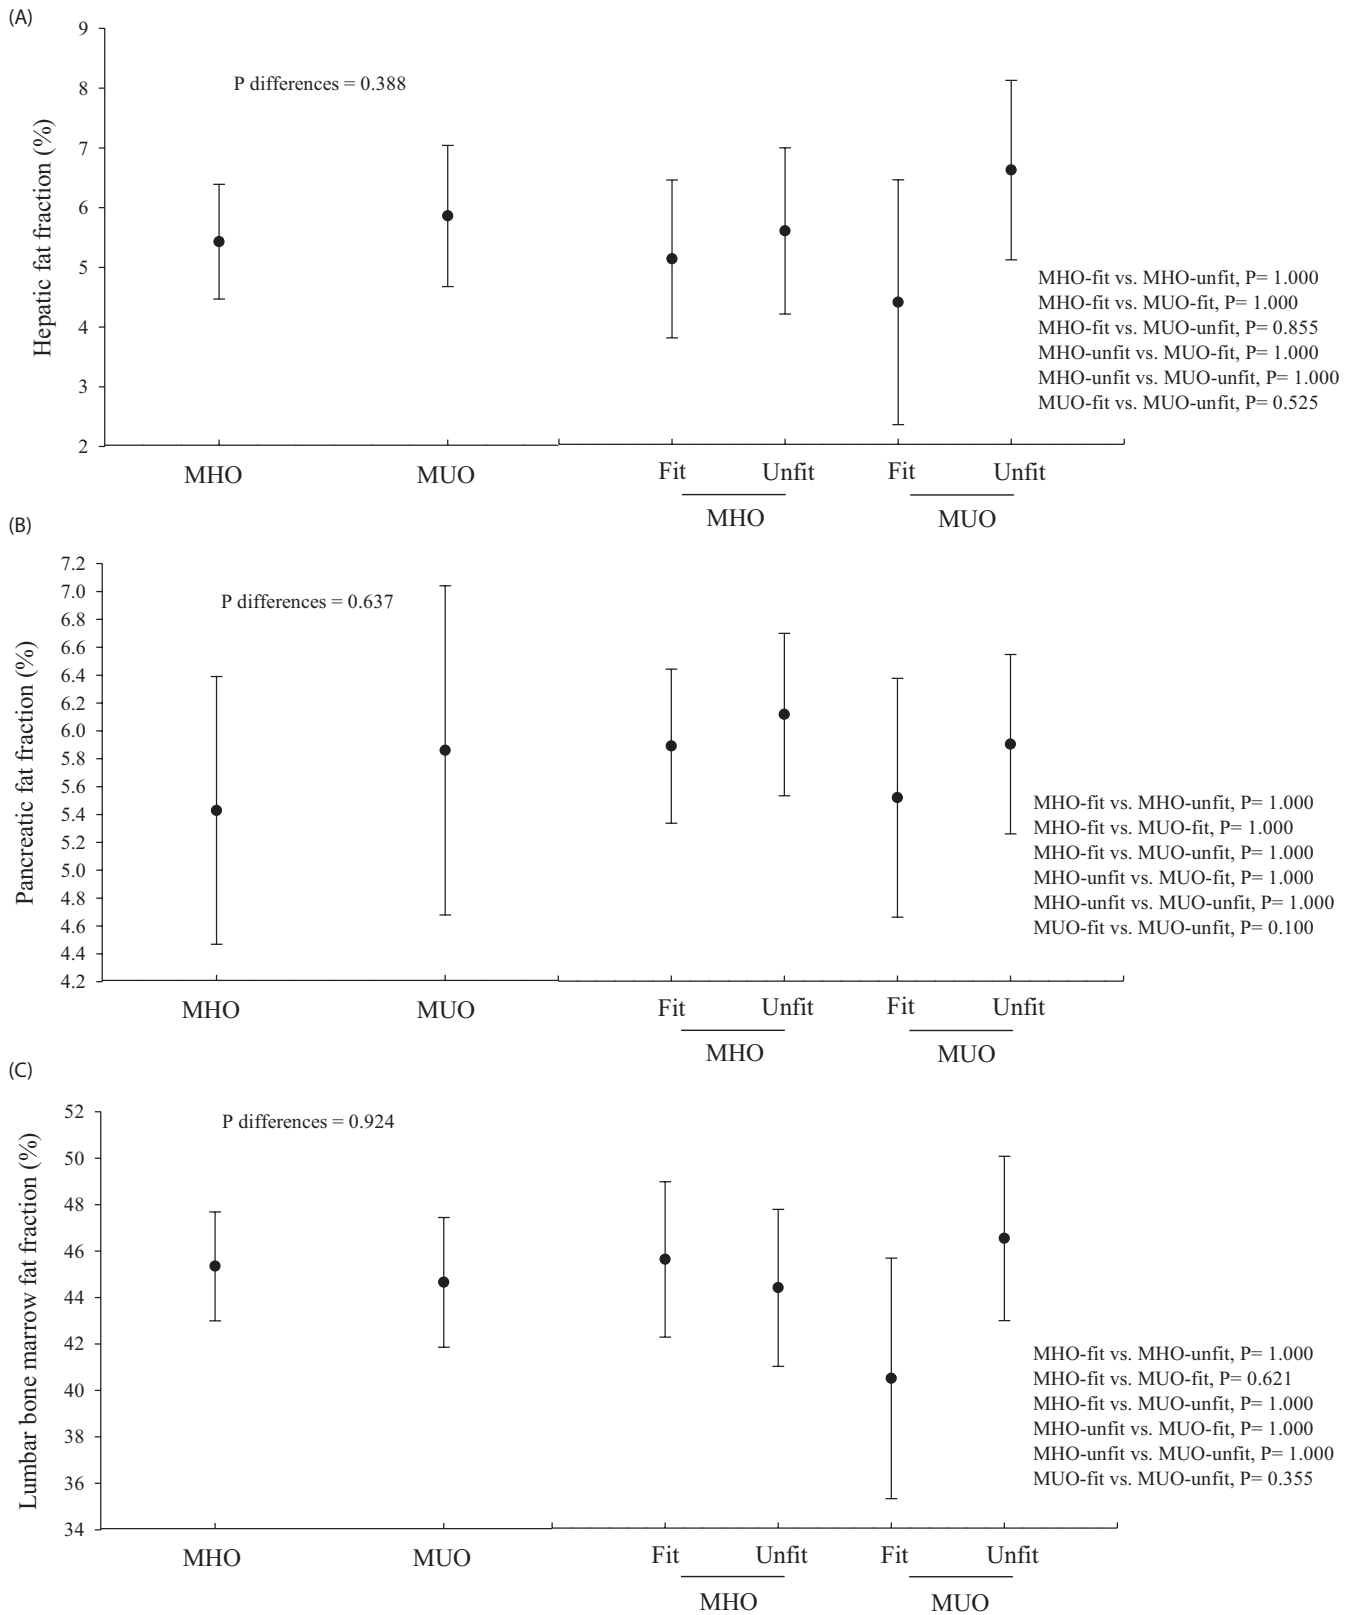 (A)
9
8
7
6
5
4
3
2
Hepatic fat fraction (%)
P differences = 0.388
MHO-fit vs. MHO-unfit, P= 1.000
MHO-fit vs. MUO-fit, P= 1.000
MHO-fit vs. MUO-unfit, P= 0.855
MHO-unfit vs. MUO-fit, P= 1.000
MHO-unfit vs. MUO-unfit, P= 1.000
MUO-fit vs. MUO-unfit, P= 0.525
MHO
MUO
Fit
Unfit
Fit
Unfit
MHO
MUO
(B)
7.2
7.0
6.8
6.6
6.4
6.2
6.0
5.8
5.6
5.4
5.2
5.0
4.8
4.6
4.4
4.2
Pancreatic fat fraction (%)
P differences = 0.637
MHO-fit vs. MHO-unfit, P= 1.000
MHO-fit vs. MUO-fit, P= 1.000
MHO-fit vs. MUO-unfit, P= 1.000
MHO-unfit vs. MUO-fit, P= 1.000
MHO-unfit vs. MUO-unfit, P= 1.000
MUO-fit vs. MUO-unfit, P= 0.100
MHO
MUO
Fit
Unfit
Fit
Unfit
MHO
MUO
(C)
52
50
48
46
44
42
40
38
36
34
Lumbar bone marrow fat fraction (%)
P differences = 0.924
MHO-fit vs. MHO-unfit, P= 1.000
MHO-fit vs. MUO-fit, P= 0.621
MHO-fit vs. MUO-unfit, P= 1.000
MHO-unfit vs. MUO-fit, P= 1.000
MHO-unfit vs. MUO-unfit, P= 1.000
MUO-fit vs. MUO-unfit, P= 0.355
MHO
MUO
Fit
Unfit
Fit
Unfit
MHO
MUO